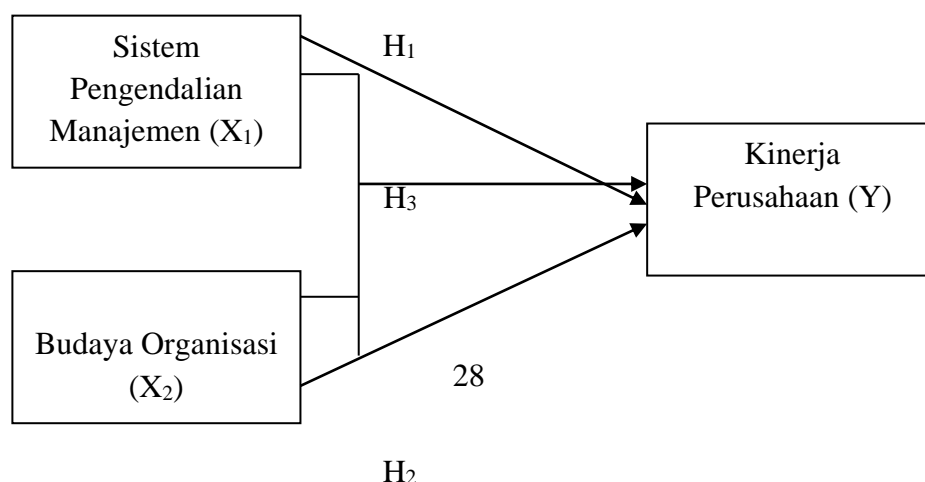 Sistem
Pengendalian
Manajemen (X₁)
H₁
Kinerja
Perusahaan (Y)
H₃
Budaya Organisasi
(X₂)
28
H₂